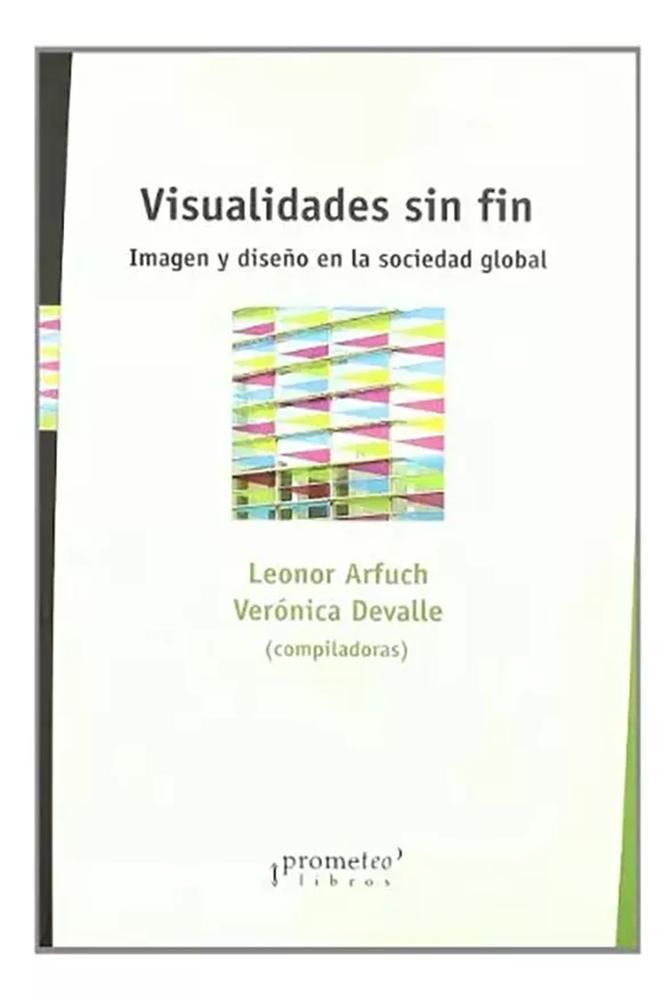 Visualidades sin fin
Imagen y diseño en la sociedad global
Leonor Arfuch
Verónica Devalle
(compiladoras)
prometeo
libros